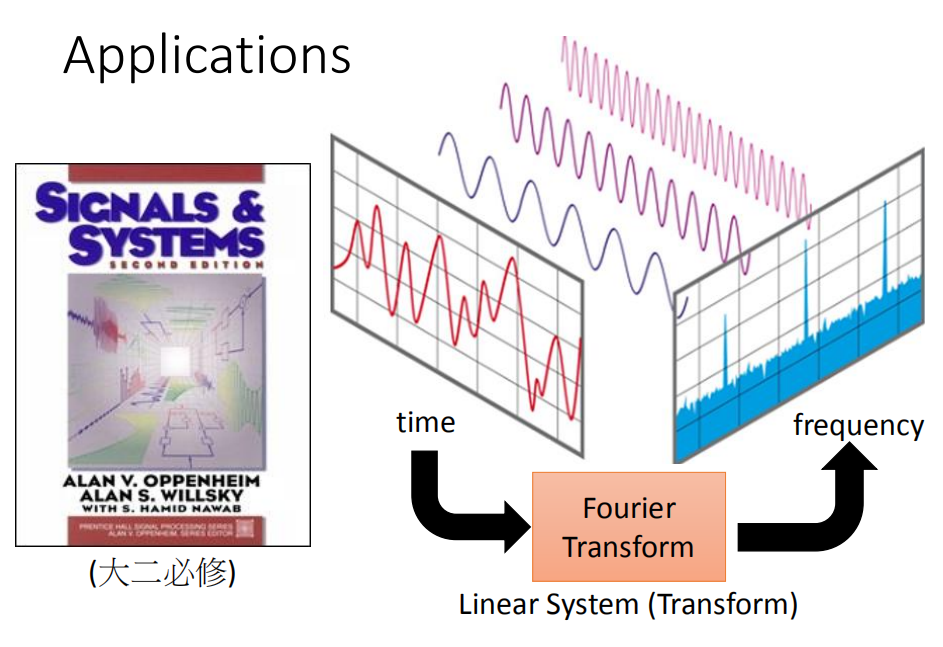 Applications
SIGNALS &
SYSTEMS
SECOND EDITION
ALAN V. OPPENHEIM
ALAN S. WILLSKY
WITH S. HAMID NAWAB
PRENTICE HALL SIGNAL PROCESSING SERIES
ALAN V. OPPENHEIM, SERIES EDITOR
(大二必修)
time
frequency
Fourier
Transform
Linear System (Transform)